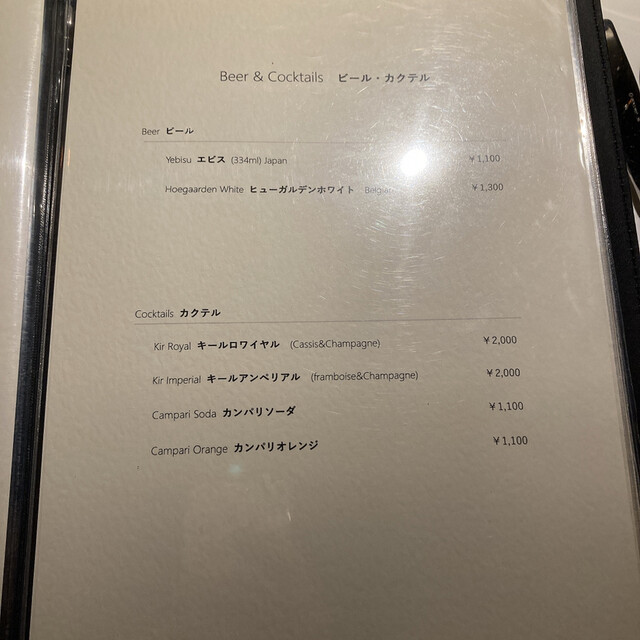 Beer & Cocktails ビール・カクテル
Beer ビール
Yebisu ヱビス (334ml) Japan ￥1,100
Hoegaarden White ヒューガルデンホワイト ￥1,300
Cocktails カクテル
Kir Royal キールロワイヤル (Cassis&Champagne) ￥2,000
Kir Imperial キールアンペリアル (framboise&Champagne) ￥2,000
Campari Soda カンパリソーダ ￥1,100
Campari Orange カンパリオレンジ ￥1,100